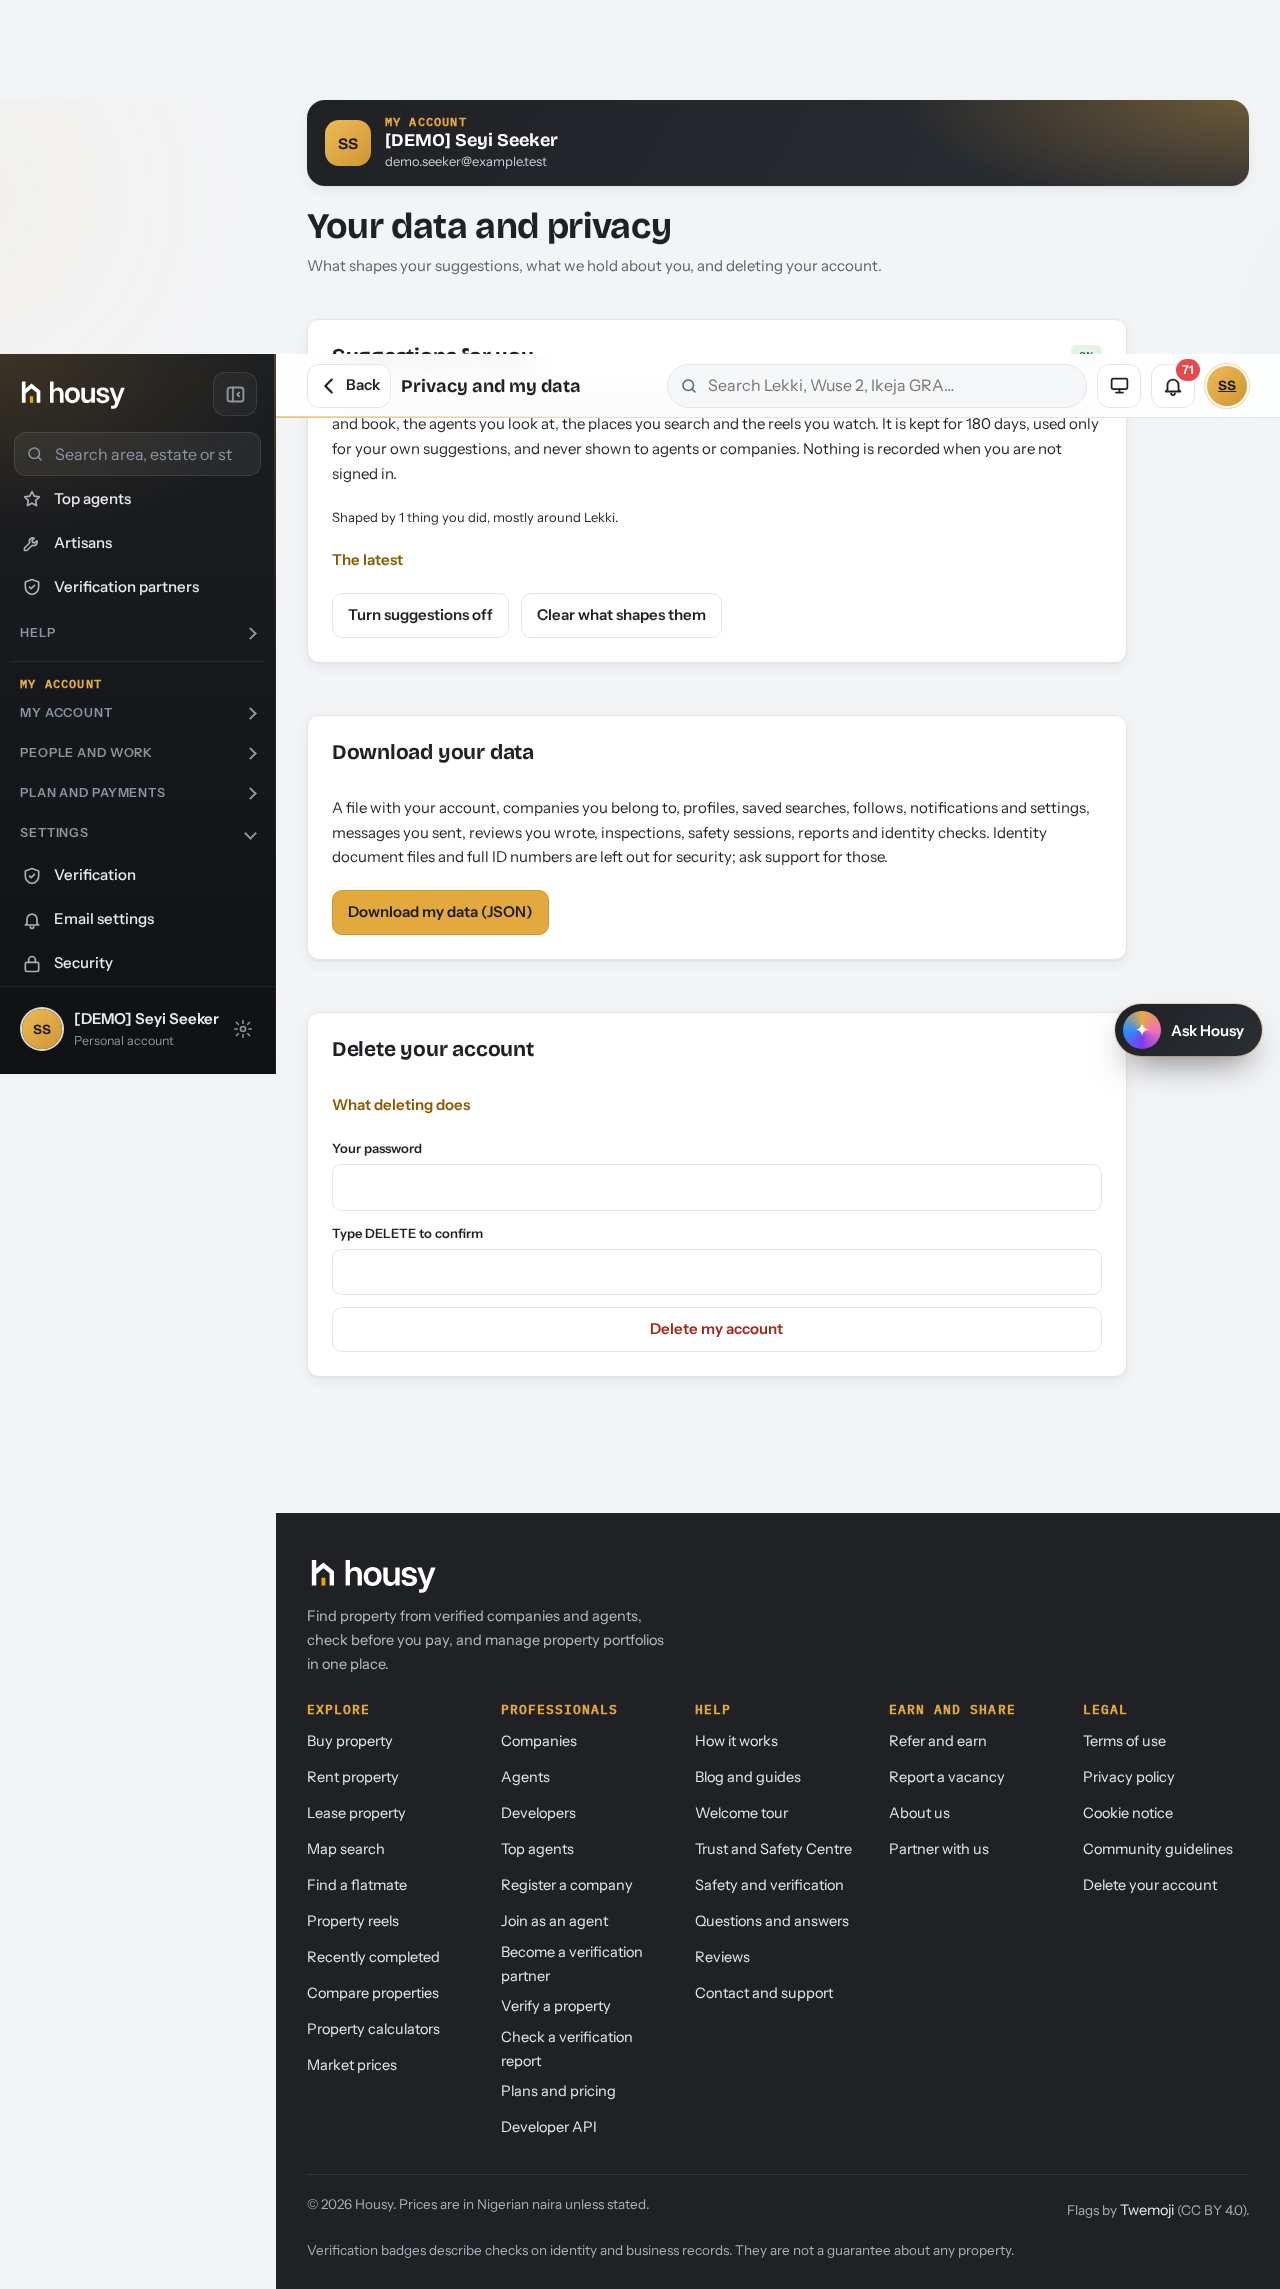 SS
MY ACCOUNT
[DEMO] Seyi Seeker
demo.seeker@example.test
Your data and privacy
What shapes your suggestions, what we hold about you, and deleting your account.
Back
Privacy and my data
Search Lekki, Wuse 2, Ikeja GRA...
71
SS
and book, the agents you look at, the places you search and the reels you watch. It is kept for 180 days, used only
for your own suggestions, and never shown to agents or companies. Nothing is recorded when you are not
signed in.
Shaped by 1 thing you did, mostly around Lekki.
The latest
Turn suggestions off
Clear what shapes them
housy
Search area, estate or st
Top agents
Artisans
Verification partners
HELP
MY ACCOUNT
MY ACCOUNT
PEOPLE AND WORK
PLAN AND PAYMENTS
SETTINGS
Verification
Email settings
Security
SS
[DEMO] Seyi Seeker
Personal account
Download your data
A file with your account, companies you belong to, profiles, saved searches, follows, notifications and settings,
messages you sent, reviews you wrote, inspections, safety sessions, reports and identity checks. Identity
document files and full ID numbers are left out for security; ask support for those.
Download my data (JSON)
Delete your account
What deleting does
Your password
Type DELETE to confirm
Delete my account
Ask Housy
housy
Find property from verified companies and agents,
check before you pay, and manage property portfolios
in one place.
EXPLORE
Buy property
Rent property
Lease property
Map search
Find a flatmate
Property reels
Recently completed
Compare properties
Property calculators
Market prices
PROFESSIONALS
Companies
Agents
Developers
Top agents
Register a company
Join as an agent
Become a verification
partner
Verify a property
Check a verification
report
Plans and pricing
Developer API
HELP
How it works
Blog and guides
Welcome tour
Trust and Safety Centre
Safety and verification
Questions and answers
Reviews
Contact and support
EARN AND SHARE
Refer and earn
Report a vacancy
About us
Partner with us
LEGAL
Terms of use
Privacy policy
Cookie notice
Community guidelines
Delete your account
© 2026 Housy. Prices are in Nigerian naira unless stated.
Flags by Twemoji (CC BY 4.0).
Verification badges describe checks on identity and business records. They are not a guarantee about any property.